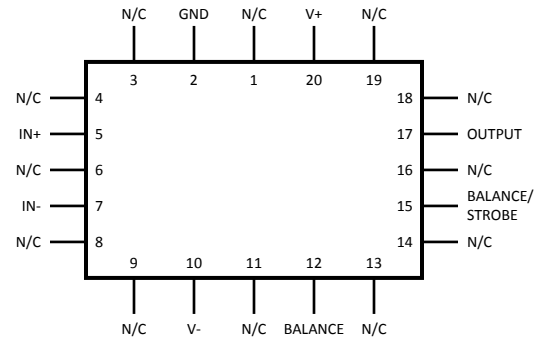 N/C GND N/C V+ N/C
3 2 1 20 19
N/C 4 18 N/C
IN+ 5 17 OUTPUT
N/C 6 16 N/C
IN- 7 15 BALANCE/
STROBE
N/C 8 14 N/C
9 10 11 12 13
N/C V- N/C BALANCE N/C